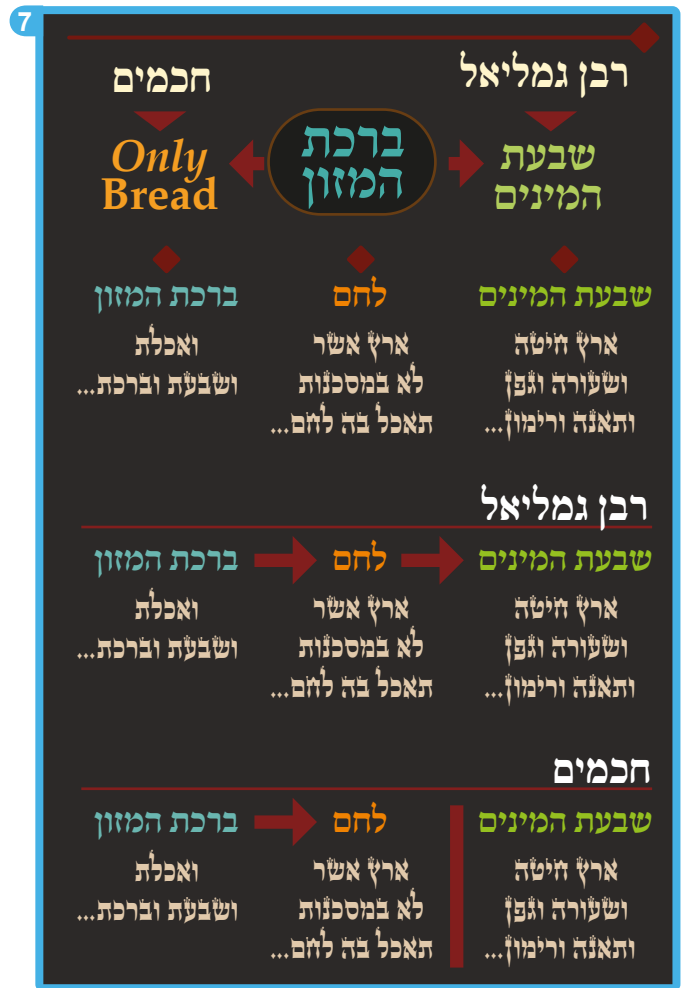 7
רבן גמליאל
חכמים
שבעת
המינים
ברכת
המזון
Only
Bread
שבעת המינים
ארץ חיטה
ושעורה וגפן
ותאנה ורימון...
לחם
ארץ אשר
לא במסכנות
תאכל בה לחם...
ברכת המזון
ואכלת
ושבעת וברכת...
רבן גמליאל
שבעת המינים
ארץ חיטה
ושעורה וגפן
ותאנה ורימון...
לחם
ארץ אשר
לא במסכנות
תאכל בה לחם...
ברכת המזון
ואכלת
ושבעת וברכת...
חכמים
שבעת המינים
ארץ חיטה
ושעורה וגפן
ותאנה ורימון...
לחם
ארץ אשר
לא במסכנות
תאכל בה לחם...
ברכת המזון
ואכלת
ושבעת וברכת...